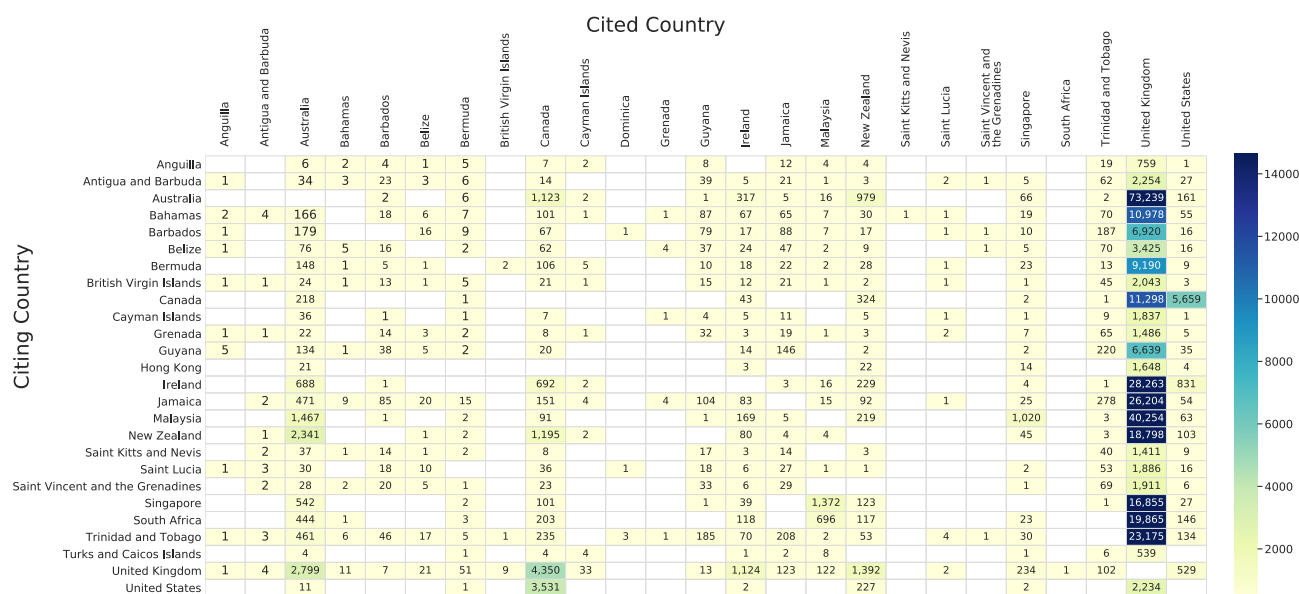 Cited Country
Anguilla Antigua and Barbuda Australia Bahamas Barbados Belize Bermuda British Virgin Islands Canada Cayman Islands Dominica Grenada Guyana Ireland Jamaica Malaysia New Zealand Saint Kitts and Nevis Saint Lucia Saint Vincent and the Grenadines Singapore South Africa Trinidad and Tobago United Kingdom United States
Citing Country
Anguilla 6 2 4 1 5 7 2 8 12 4 4 19 759 1
Antigua and Barbuda 1 34 3 23 3 6 14 39 5 21 1 3 2 1 5 62 2,254 27
Australia 2 6 1,123 2 1 317 5 16 979 66 2 73,239 161
Bahamas 2 4 166 18 6 7 101 1 1 87 67 65 7 30 1 1 19 70 10,978 55
Barbados 1 179 16 9 67 1 79 17 88 7 17 1 1 10 187 6,920 16
Belize 1 76 5 16 2 62 4 37 24 47 2 9 1 5 70 3,425 16
Bermuda 148 1 5 1 2 106 5 10 18 22 2 28 1 23 13 9,190 9
British Virgin Islands 1 1 24 1 13 1 5 21 1 15 12 21 1 2 1 7 45 2,043 3
Canada 218 1 43 324 2 1 11,298 5,659
Cayman Islands 36 1 1 7 1 4 5 11 5 1 1 9 1,837 1
Grenada 1 1 22 14 3 2 8 1 32 3 19 1 3 2 7 65 1,486 5
Guyana 5 134 1 38 5 2 20 14 146 2 2 220 6,639 35
Hong Kong 21 3 22 14 1,648 4
Ireland 688 1 692 2 3 16 229 4 1 28,263 831
Jamaica 2 471 9 85 20 15 151 4 4 104 83 15 92 1 25 278 26,204 54
Malaysia 1,467 1 2 91 1 169 5 219 1,020 3 40,254 63
New Zealand 1 2,341 1 2 1,195 2 80 4 4 45 3 18,798 103
Saint Kitts and Nevis 2 37 1 14 1 2 8 17 3 14 3 40 1,411 9
Saint Lucia 1 3 30 18 10 36 1 18 6 27 1 1 2 53 1,886 16
Saint Vincent and the Grenadines 2 28 2 20 5 1 23 33 6 29 1 69 1,911 6
Singapore 542 2 101 1 39 1,372 123 1 16,855 27
South Africa 444 1 3 203 118 696 117 23 19,865 146
Trinidad and Tobago 1 3 461 6 46 17 5 1 235 3 1 185 70 208 2 53 4 1 30 23,175 134
Turks and Caicos Islands 4 1 4 4 1 2 8 1 6 539
United Kingdom 1 4 2,799 11 7 21 51 9 4,350 33 13 1,124 123 122 1,392 2 234 1 102 529
United States 11 1 3,531 2 227 2 2,234
14000
12000
10000
8000
6000
4000
2000